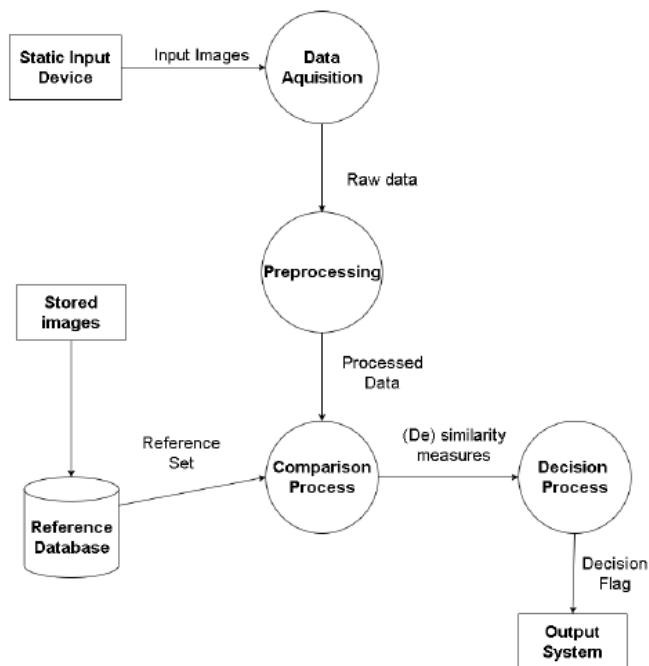 Static Input
Device
Input Images
Data
Aquisition
Raw data
Preprocessing
Stored
images
Processed
Data
Reference
Set
Comparison
Process
(De) similarity
measures
Decision
Process
Reference
Database
Decision
Flag
Output
System